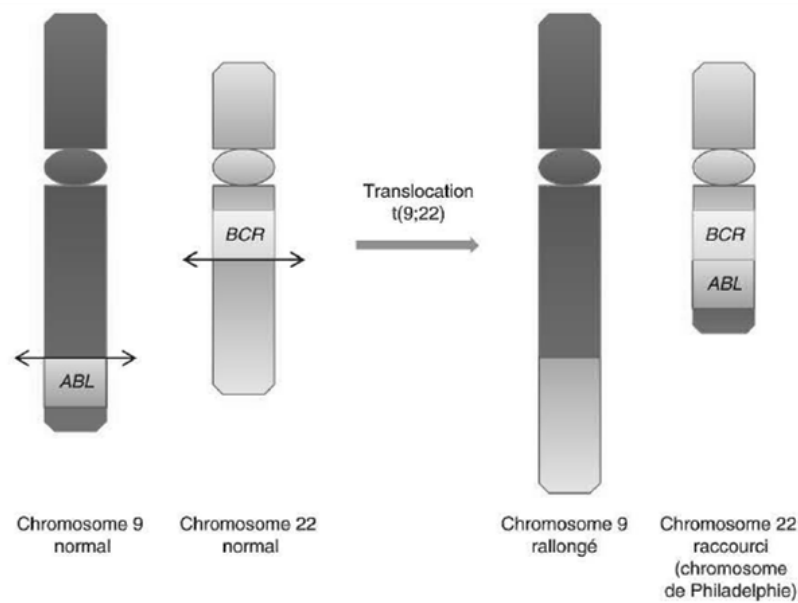 BCR
ABL
Translocation
t(9;22)
BCR
ABL
Chromosome 9
normal
Chromosome 22
normal
Chromosome 9
rallongé
Chromosome 22
raccourci
(chromosome
de Philadelphie)